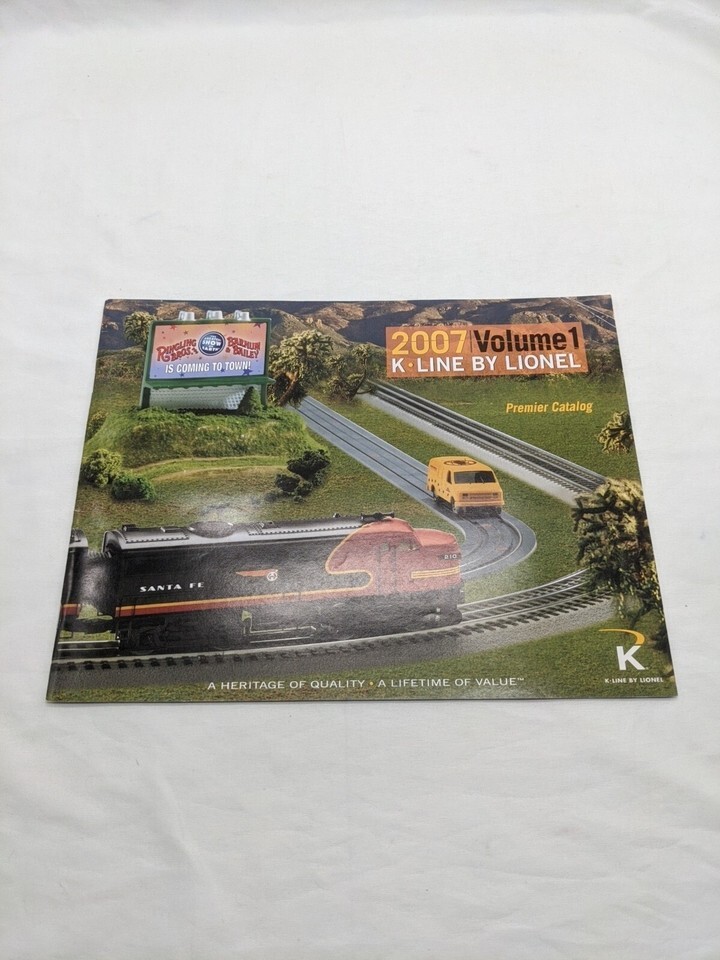 2007 Volume 1
K·LINE BY LIONEL
Premier Catalog
RINGLING BROS. BARNUM & BAILEY
THE GREATEST SHOW ON EARTH
IS COMING TO TOWN!
SANTA FE
210
K
K·LINE BY LIONEL
A HERITAGE OF QUALITY • A LIFETIME OF VALUE™